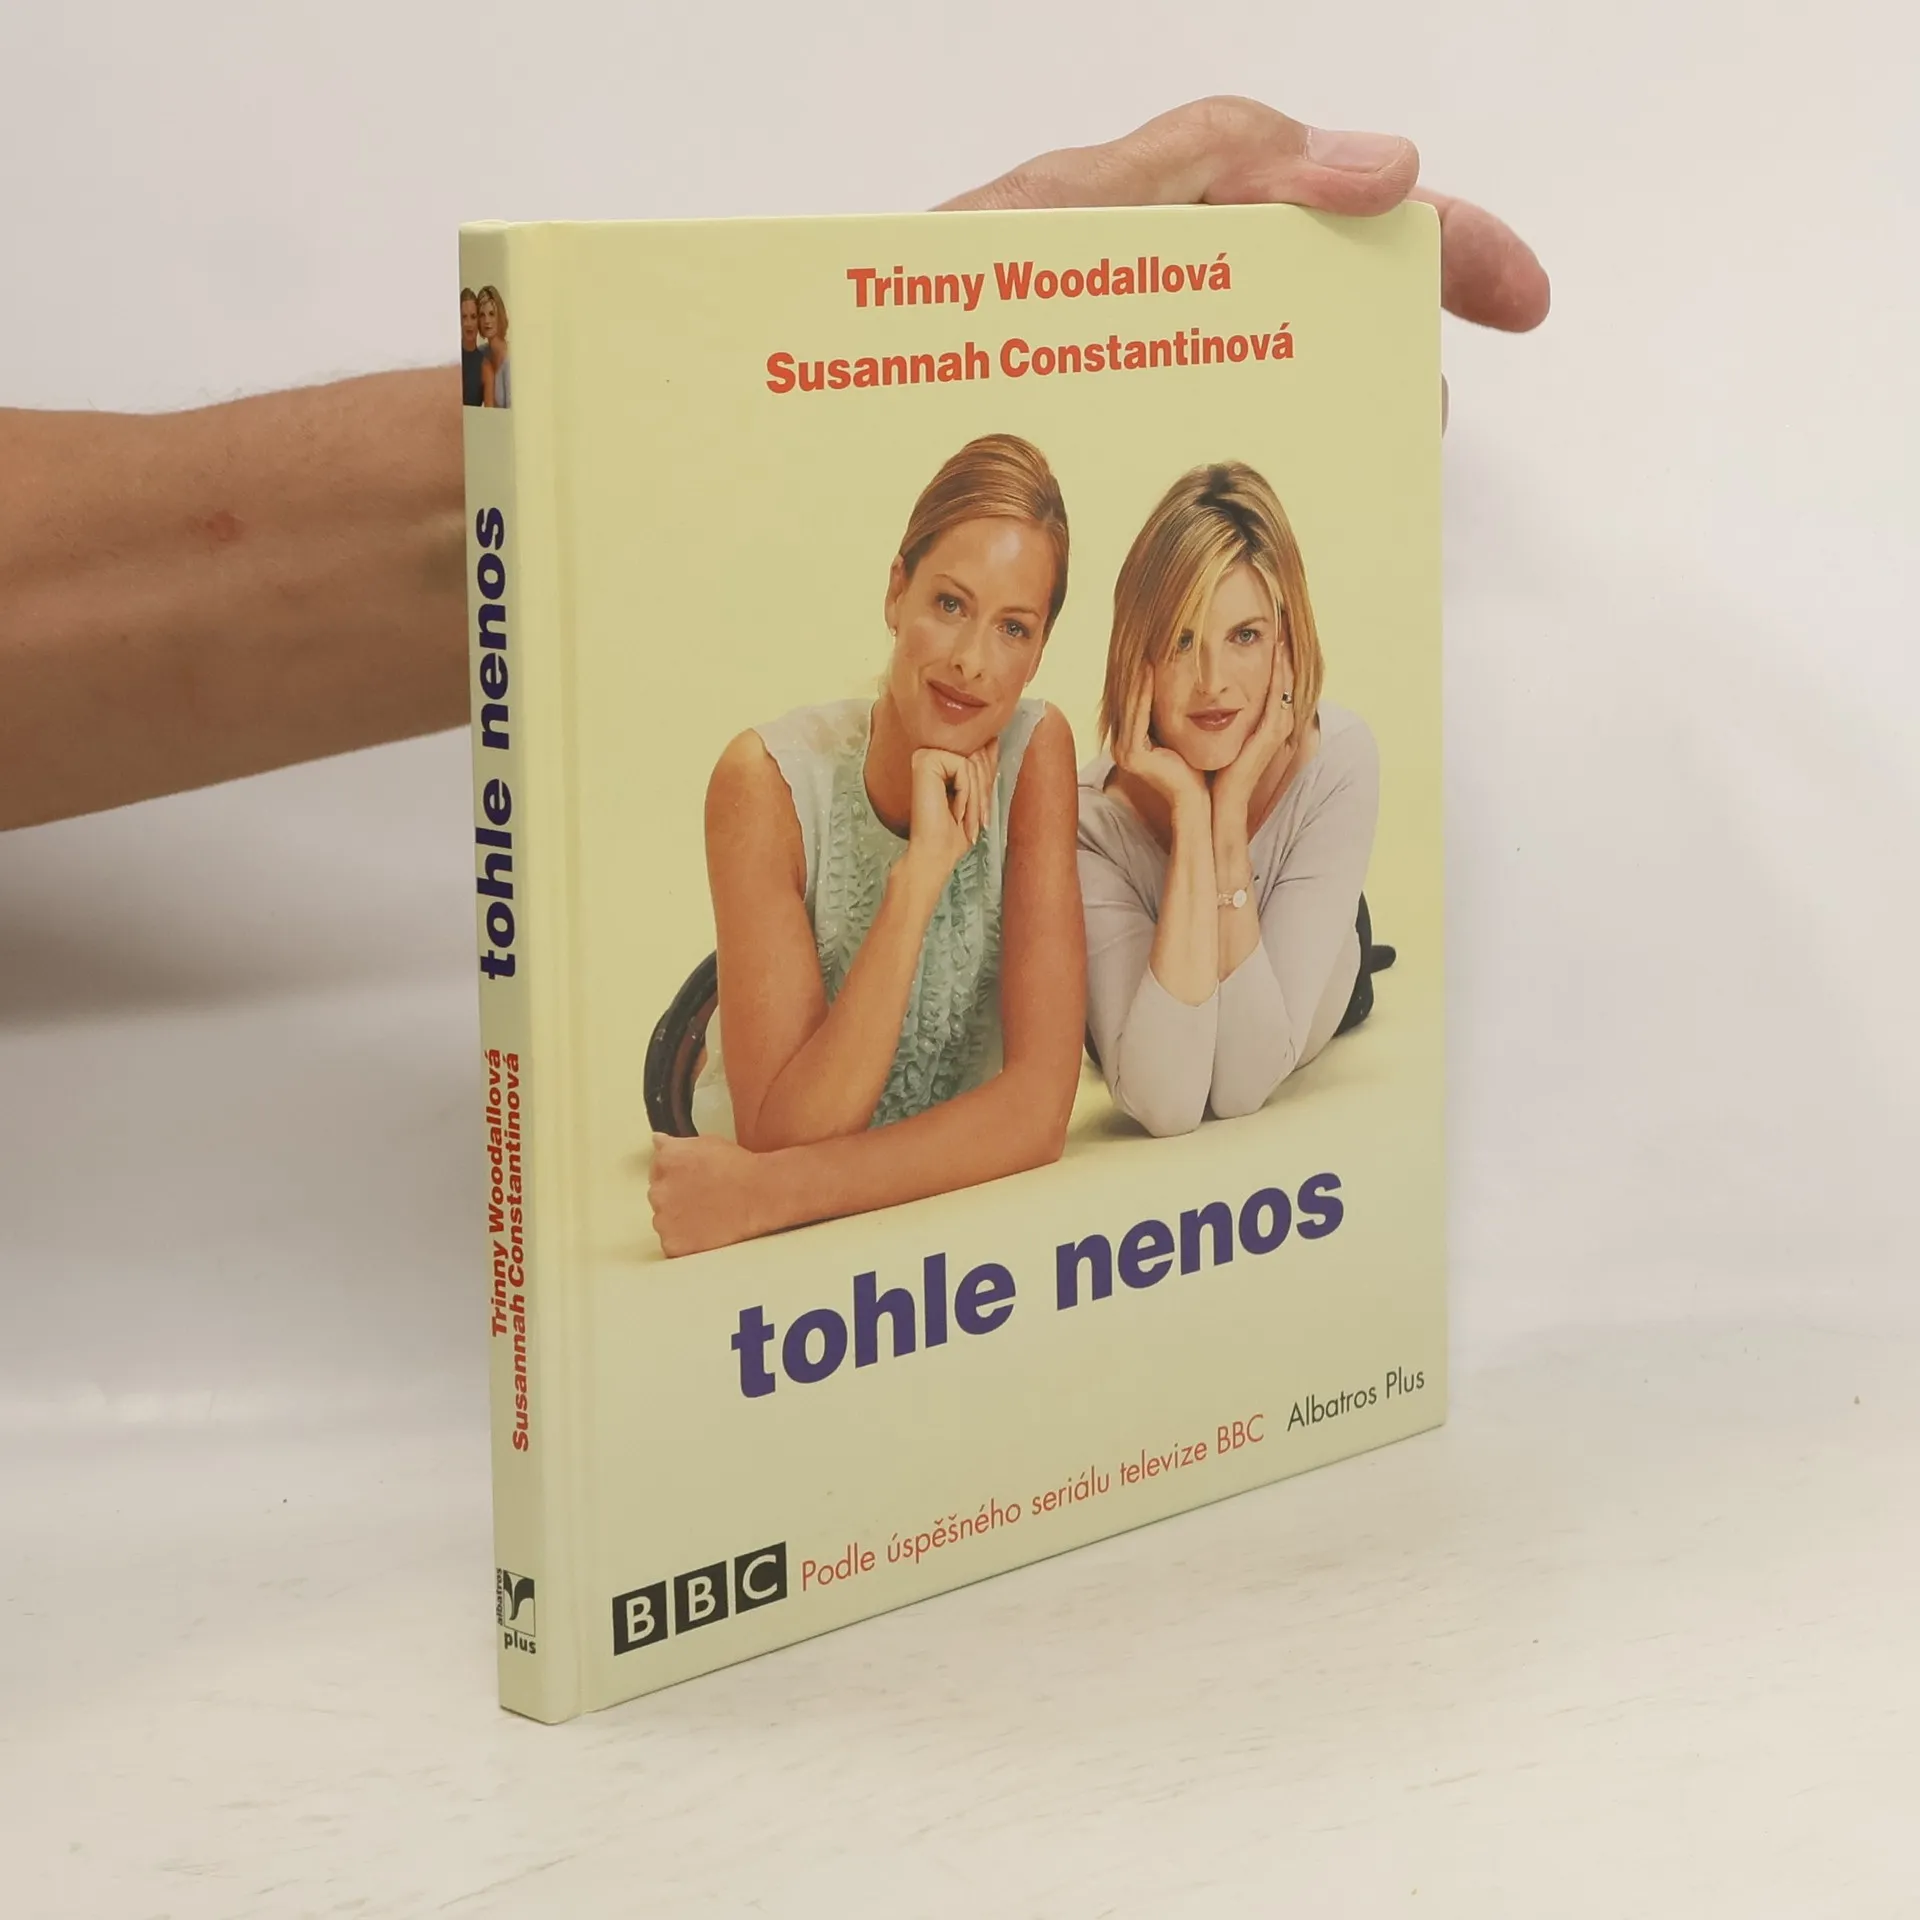 Trinny Woodallová
Susannah Constantinová
tohle nenos
BBC Podle úspěšného seriálu televize BBC Albatros Plus
tohle nenos
Trinny Woodallová
Susannah Constantinová
albatros
plus